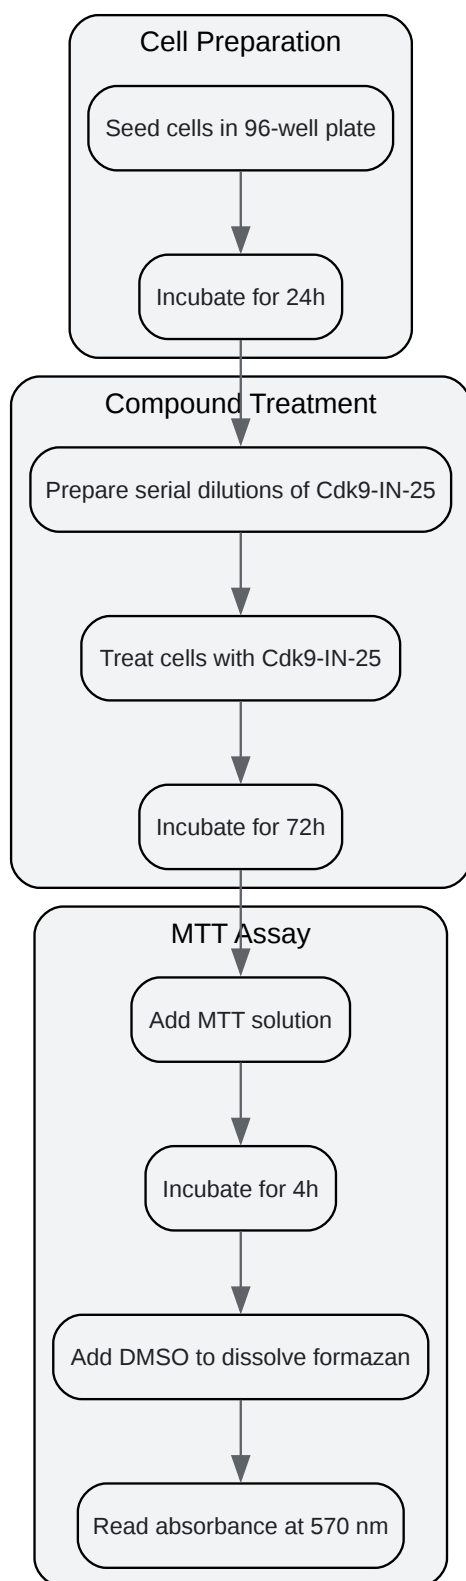 Cell Preparation
Seed cells in 96-well plate
Incubate for 24h
Compound Treatment
Prepare serial dilutions of Cdk9-IN-25
Treat cells with Cdk9-IN-25
Incubate for 72h
MTT Assay
Add MTT solution
Incubate for 4h
Add DMSO to dissolve formazan
Read absorbance at 570 nm